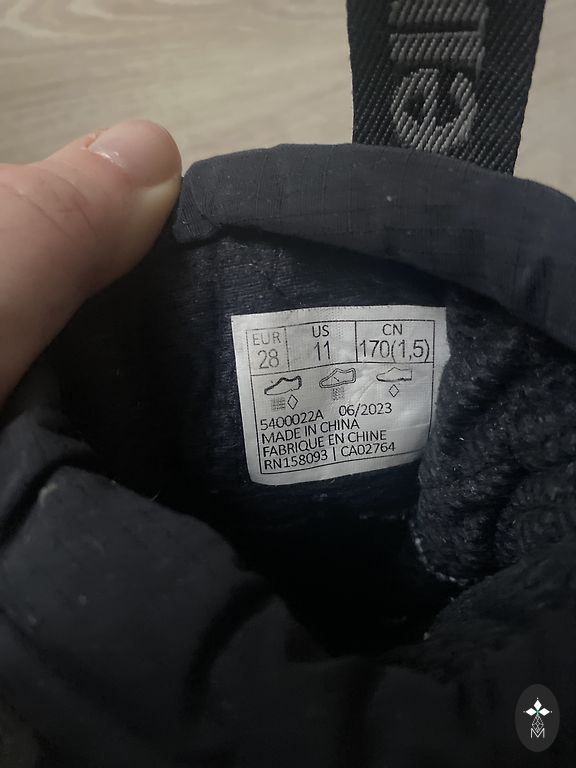 EUR US CN
28 11 170(1,5)
5400022A 06/2023
MADE IN CHINA
FABRIQUE EN CHINE
RN158093 | CA02764
M